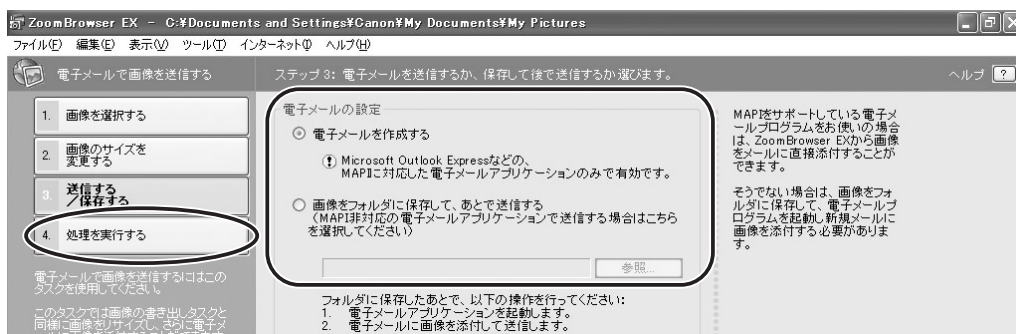 ZoomBrowser EX - C:¥Documents and Settings¥Canon¥My Documents¥My Pictures
ファイル(F) 編集(E) 表示(V) ツール(T) インターネット(I) ヘルプ(H)
電子メールで画像を送信する
ステップ 3: 電子メールを送信するか、保存して後で送信するか選びます。
ヘルプ ?
1. 画像を選択する
2. 画像のサイズを
変更する
3. 送信する
/保存する
4. 処理を実行する
電子メールで画像を送信するにはこの
タスクを使用してください。
このタスクでは画像の書き出しタスクと
同様に画像をリサイズし、さらに電子メ
電子メールの設定
電子メールを作成する
Microsoft Outlook Expressなどの、
MAPIに対応した電子メールアプリケーションのみで有効です。
画像をフォルダに保存して、あとで送信する
(MAPI非対応の電子メールアプリケーションで送信する場合はこちら
を選択してください)
参照...
フォルダに保存したあとで、以下の操作を行ってください:
1. 電子メールアプリケーションを起動します。
2. 電子メールに画像を添付して送信します。
MAPIをサポートしている電子メ
ールプログラムをお使いの場合
は、ZoomBrowser EXから画像
をメールに直接添付することが
できます。
そうでない場合は、画像をフォ
ルダに保存して、電子メールプ
ログラムを起動し新規メールに
画像を添付する必要がありま
す。